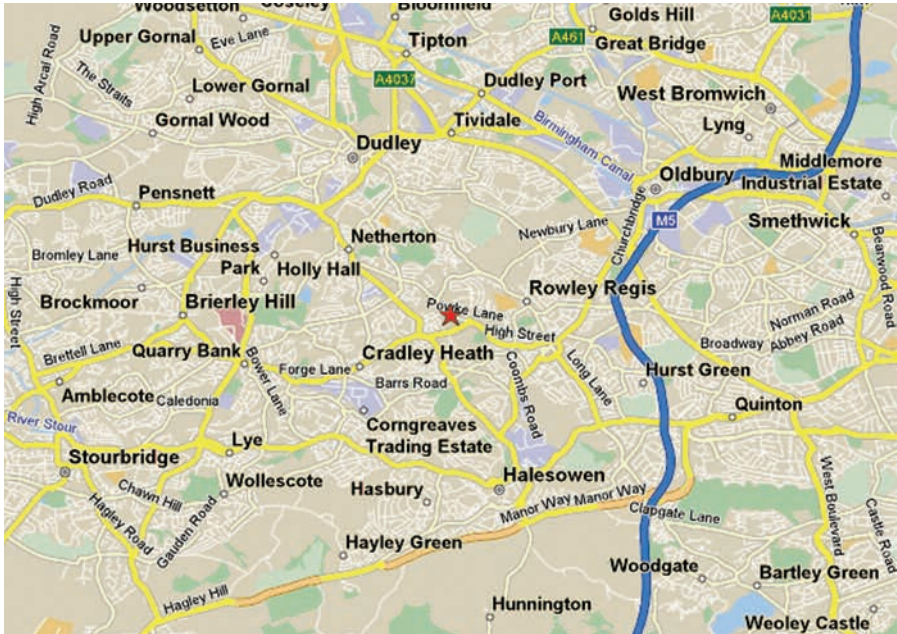 Woodsetton
Coseley
Bloomfield
Golds Hill
A4031
Upper Gornal
Eve Lane
Tipton
A461
Great Bridge
High Arcal Road
The Straits
A4037
Lower Gornal
Dudley Port
West Bromwich
Gornal Wood
Tividale
Birmingham Canal
Lyng
Dudley
Middlemore
Industrial Estate
Oldbury
Dudley Road
Pensnett
Churchbridge
M5
Smethwick
Newbury Lane
Netherton
Bromley Lane
Hurst Business
Park
Holly Hall
Beanwood Road
High Street
Brockmoor
Brierley Hill
Rowley Regis
Powke Lane
High Street
Norman Road
Abbey Road
Broadway
Brettell Lane
Quarry Bank
Bower Lane
Forge Lane
Cradley Heath
Coombs Road
Long Lane
Hurst Green
Amblecote
Caledonia
Barrs Road
Quinton
River Stour
Corngreaves
Trading Estate
Lye
Stourbridge
Wollescote
Chawn Hill
Hagley Road
Gauden Road
Hasbury
Halesowen
Manor Way
Manor Way
Clapgate Lane
West Boulevard
Castle Road
Hayley Green
Woodgate
Bartley Green
Hagley Hill
Hunnington
Weoley Castle